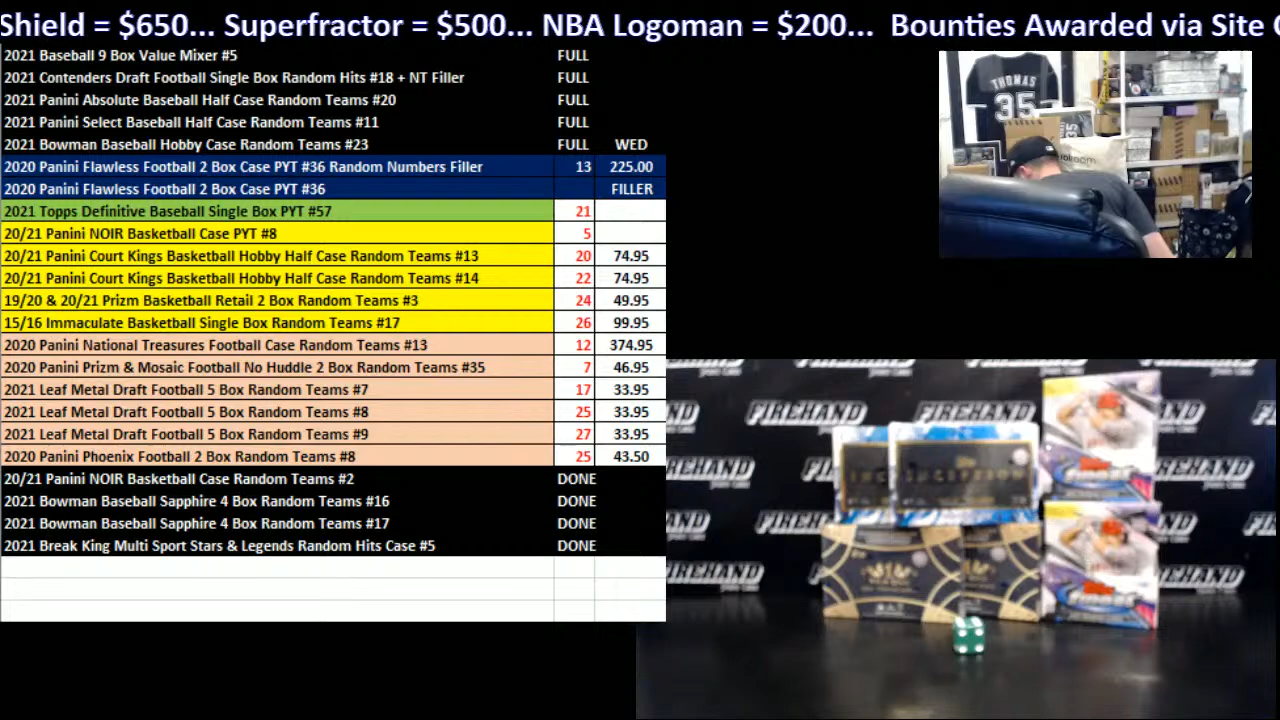 Shield = $650... Superfractor = $500... NBA Logoman = $200... Bounties Awarded via Site
2021 Baseball 9 Box Value Mixer #5 FULL
2021 Contenders Draft Football Single Box Random Hits #18 + NT Filler FULL
2021 Panini Absolute Baseball Half Case Random Teams #20 FULL
2021 Panini Select Baseball Half Case Random Teams #11 FULL
2021 Bowman Baseball Hobby Case Random Teams #23 FULL WED
2020 Panini Flawless Football 2 Box Case PYT #36 Random Numbers Filler 13 225.00
2020 Panini Flawless Football 2 Box Case PYT #36 FILLER
2021 Topps Definitive Baseball Single Box PYT #57 21
20/21 Panini NOIR Basketball Case PYT #8 5
20/21 Panini Court Kings Basketball Hobby Half Case Random Teams #13 20 74.95
20/21 Panini Court Kings Basketball Hobby Half Case Random Teams #14 22 74.95
19/20 & 20/21 Prizm Basketball Retail 2 Box Random Teams #3 24 49.95
15/16 Immaculate Basketball Single Box Random Teams #17 26 99.95
2020 Panini National Treasures Football Case Random Teams #13 12 374.95
2020 Panini Prizm & Mosaic Football No Huddle 2 Box Random Teams #35 7 46.95
2021 Leaf Metal Draft Football 5 Box Random Teams #7 17 33.95
2021 Leaf Metal Draft Football 5 Box Random Teams #8 25 33.95
2021 Leaf Metal Draft Football 5 Box Random Teams #9 27 33.95
2020 Panini Phoenix Football 2 Box Random Teams #8 25 43.50
20/21 Panini NOIR Basketball Case Random Teams #2 DONE
2021 Bowman Baseball Sapphire 4 Box Random Teams #16 DONE
2021 Bowman Baseball Sapphire 4 Box Random Teams #17 DONE
2021 Break King Multi Sport Stars & Legends Random Hits Case #5 DONE
THOMAS
35
FIREHAND
FIREHAND
FIREHAND
INCEPTION